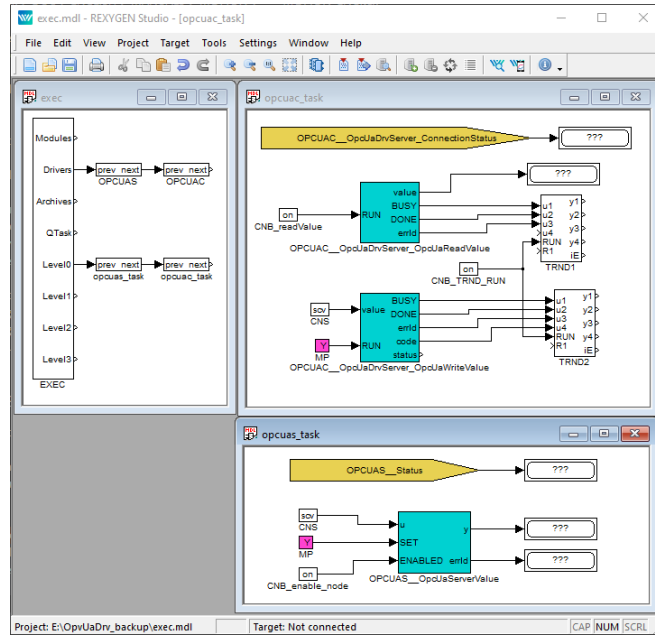 exec.mdl - REXYGEN Studio - [opcuac_task]
File Edit View Project Target Tools Settings Window Help
exec
Modules
Drivers
prev next
prev next
OPCUAS
OPCUAC
Archives
QTask
Level0
prev next
prev next
opcuas_task
opcuac_task
Level1
Level2
Level3
EXEC
opcuac_task
OPCUAC__OpcUaDrvServer_ConnectionStatus
???
on
CNB_readValue
RUN
value
BUSY
DONE
errId
OPCUAC__OpcUaDrvServer_OpcUaReadValue
???
u1
u2
u3
u4
RUN
R1
y1
y2
y3
y4
iE
TRND1
on
CNB_TRND_RUN
scv
CNS
Y
MP
value
RUN
BUSY
DONE
errId
code
status
OPCUAC__OpcUaDrvServer_OpcUaWriteValue
u1
u2
u3
u4
RUN
R1
y1
y2
y3
y4
iE
TRND2
opcuas_task
OPCUAS__Status
???
scv
CNS
Y
MP
on
CNB_enable_node
u
SET
ENABLED
y
errId
OPCUAS__OpcUaServerValue
???
???
Project: E:\OpvUaDrv_backup\exec.mdl
Target: Not connected
CAP NUM SCRL